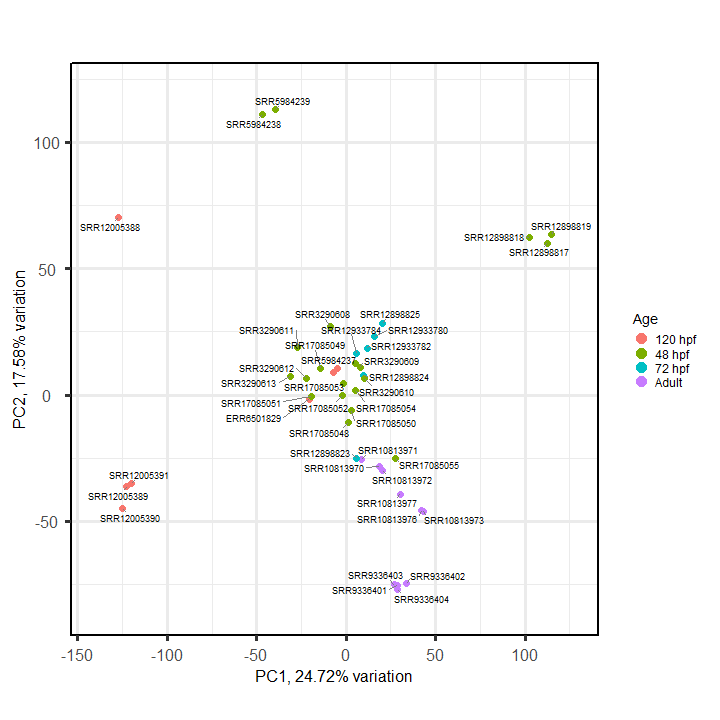 SRR5984239
SRR5984238
SRR12005388
SRR12898819
SRR12898818
SRR12898817
SRR3290608
SRR12898825
SRR3290611
SRR12933784
SRR12933780
SRR17085049
SRR12933782
SRR5984237
SRR3290609
SRR3290612
SRR12898824
SRR3290613
SRR17085053
SRR3290610
SRR17085051
SRR17085052
SRR17085054
ERR6501829
SRR17085050
SRR17085048
SRR12898823
SRR10813971
SRR10813970
SRR17085055
SRR10813972
SRR12005391
SRR12005389
SRR12005390
SRR10813977
SRR10813976
SRR10813973
SRR9336403
SRR9336402
SRR9336401
SRR9336404
100
50
0
-50
-150
-100
-50
0
50
100
PC1, 24.72% variation
PC2, 17.58% variation
Age
120 hpf
48 hpf
72 hpf
Adult